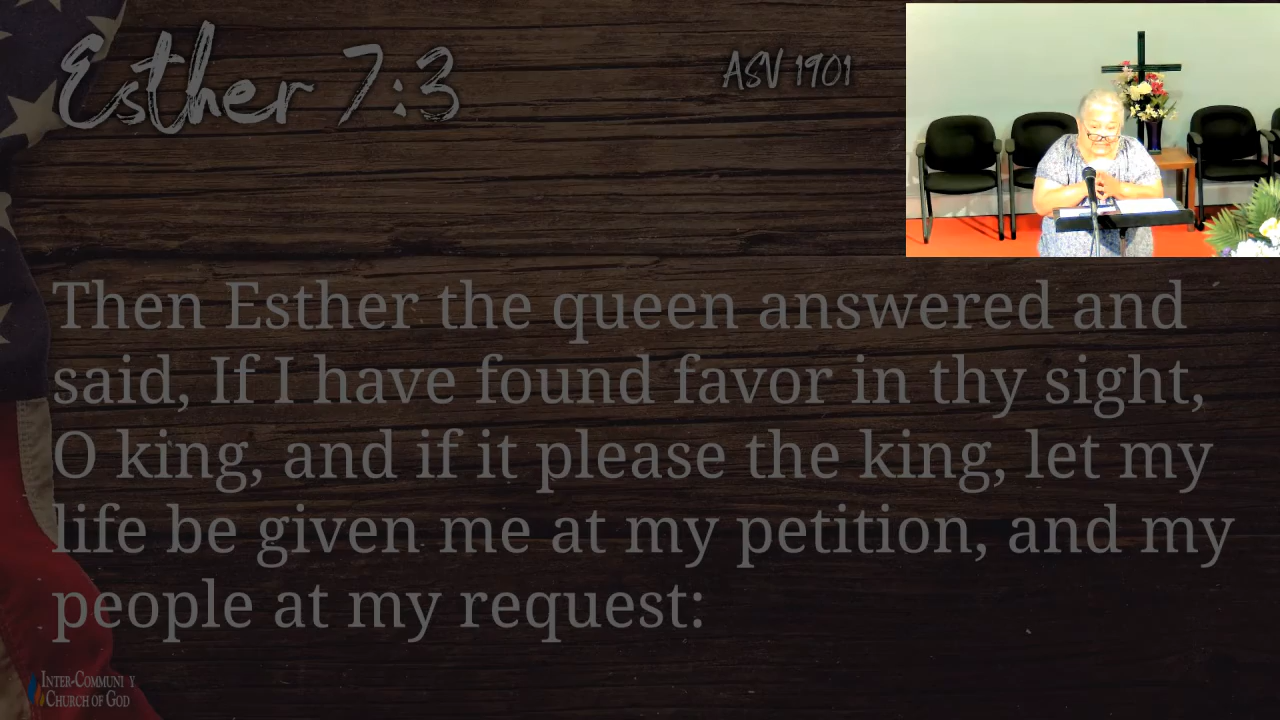 Esther 7:3
ASV 1901
Then Esther the queen answered and
said, If I have found favor in thy sight,
O king, and if it please the king, let my
life be given me at my petition, and my
people at my request:
INTER-COMMUNI Y
CHURCH OF GOD